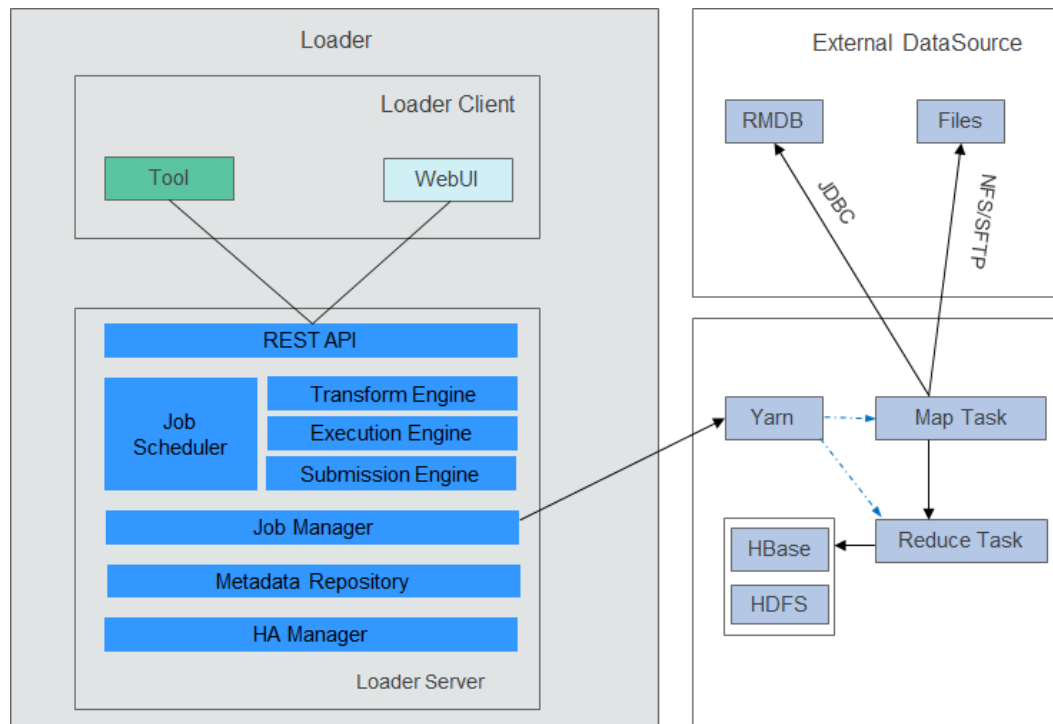 Loader
Loader Client
Tool
WebUI
REST API
Job
Scheduler
Transform Engine
Execution Engine
Submission Engine
Job Manager
Metadata Repository
HA Manager
Loader Server
External DataSource
RMDB
Files
JDBC
NFS/SFTP
Yarn
Map Task
Reduce Task
HBase
HDFS